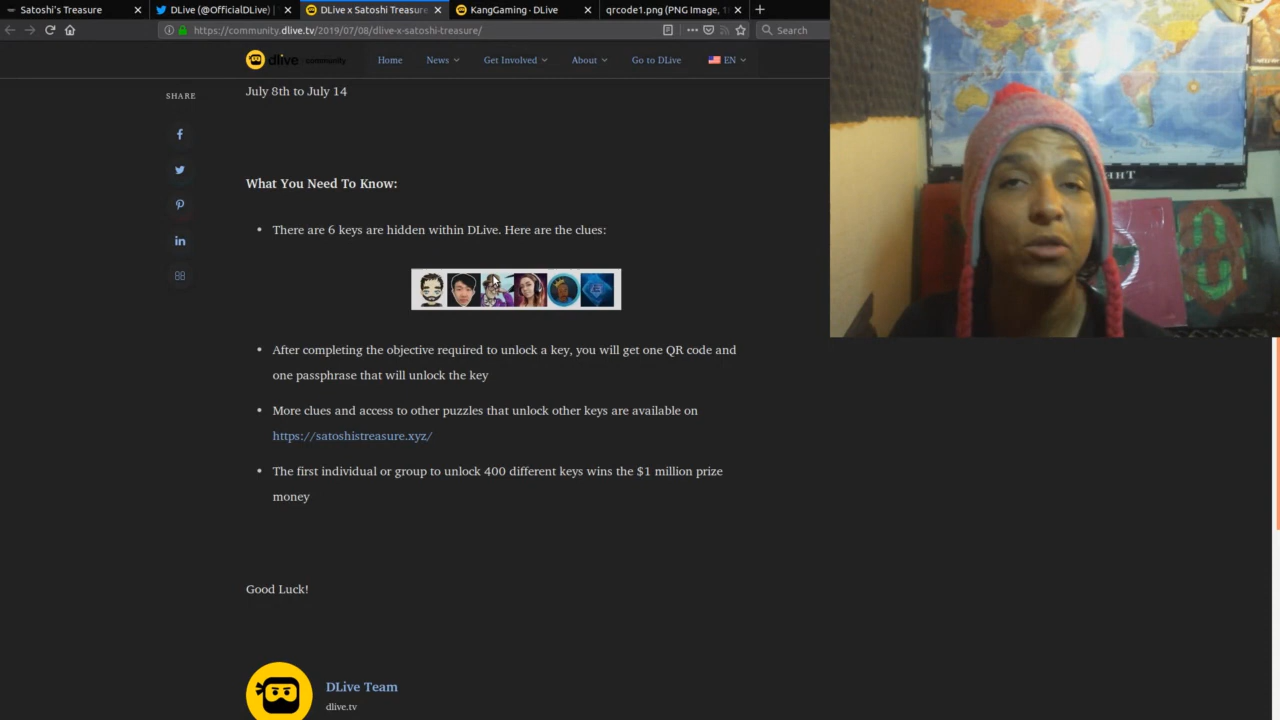 Satoshi's Treasure
DLive (@OfficialDLive) |
DLive x Satoshi Treasure
KangGaming - DLive
qrcode1.png (PNG Image, 1
https://community.dlive.tv/2019/07/08/dlive-x-satoshi-treasure/
Search
dlive community
Home
News
Get Involved
About
Go to DLive
EN
July 8th to July 14
SHARE
What You Need To Know:
• There are 6 keys are hidden within DLive. Here are the clues:
• After completing the objective required to unlock a key, you will get one QR code and
one passphrase that will unlock the key
• More clues and access to other puzzles that unlock other keys are available on
https://satoshistreasure.xyz/
• The first individual or group to unlock 400 different keys wins the $1 million prize
money
Good Luck!
DLive Team
dlive.tv